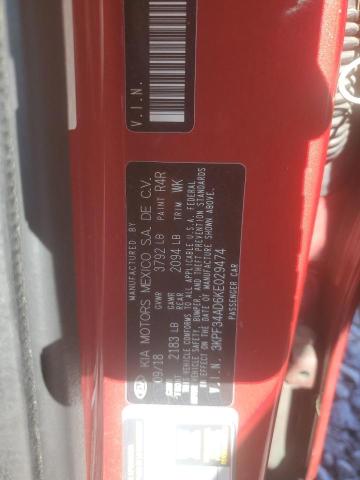 V.I.N.
MANUFACTURED BY
KIA MOTORS MEXICO S.A. DE C.V.
09/18 GVWR 3792 LB PAINT R4R
GAWR FRONT 2183 LB GAWR REAR 2094 LB TRIM WK
THIS VEHICLE CONFORMS TO ALL APPLICABLE U.S.A. FEDERAL
MOTOR VEHICLE SAFETY, BUMPER, AND THEFT PREVENTION STANDARDS
IN EFFECT ON THE DATE OF MANUFACTURE SHOWN ABOVE.
V.I.N. 3KPF34AD6KE029474
PASSENGER CAR